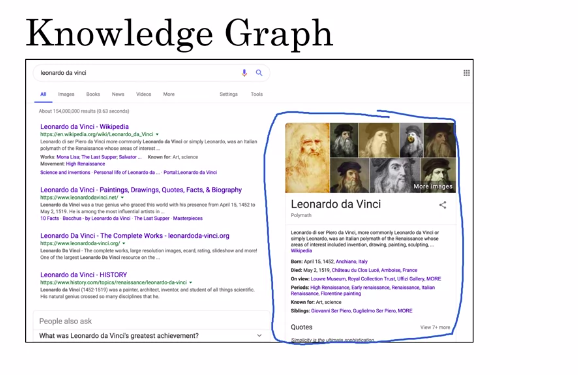 Knowledge Graph
leonardo da vinci
All Images Books News Videos More Settings Tools
About 154,000,000 results (0.63 seconds)
Leonardo da Vinci - Wikipedia
https://en.wikipedia.org/wiki/Leonardo_da_Vinci
Leonardo di ser Piero da Vinci more commonly Leonardo da Vinci or simply Leonardo, was an Italian
polymath of the Renaissance whose areas of interest ...
Works: Mona Lisa, The Last Supper, Salvator ... Known for: Art, science
Movement: High Renaissance
Science and inventions · Personal life of Leonardo da ... · Portal:Leonardo da Vinci
Leonardo da Vinci - Paintings, Drawings, Quotes, Facts, & Biography
https://www.leonardodavinci.net/
Leonardo da Vinci was a true genius who graced this world with his presence from April 15, 1452 to
May 2, 1519. He is among the most influential artists in ...
10 Facts · Bacchus - by Leonardo da Vinci · The Last Supper · Masterpieces
Leonardo Da Vinci - The Complete Works - leonardoda-vinci.org
https://www.leonardoda-vinci.org/
Leonardo Da Vinci - The complete works, large resolution images, ecard, rating, slideshow and more!
One of the largest Leonardo Da Vinci resource on the ...
Leonardo da Vinci - HISTORY
https://www.history.com/topics/renaissance/leonardo-da-vinci
Leonardo da Vinci (1452-1519) was a painter, architect, inventor, and student of all things scientific.
His natural genius crossed so many disciplines that he.
People also ask
What was Leonardo da Vinci's greatest achievement?
More images
Leonardo da Vinci
Polymath
Leonardo di ser Piero da Vinci, more commonly Leonardo da Vinci or
simply Leonardo, was an Italian polymath of the Renaissance whose
areas of interest included invention, drawing, painting, sculpting, ...
Wikipedia
Born: April 15, 1452, Anchiano, Italy
Died: May 2, 1519, Château du Clos Lucé, Amboise, France
On view: Louvre Museum, Royal Collection Trust, Uffizi Gallery, MORE
Periods: High Renaissance, Early renaissance, Renaissance, Italian
Renaissance, Florentine painting
Known for: Art, science
Siblings: Giovanni Ser Piero, Guglielmo Ser Piero, MORE
Quotes View 7+ more
Simplicity is the ultimate sophistication.